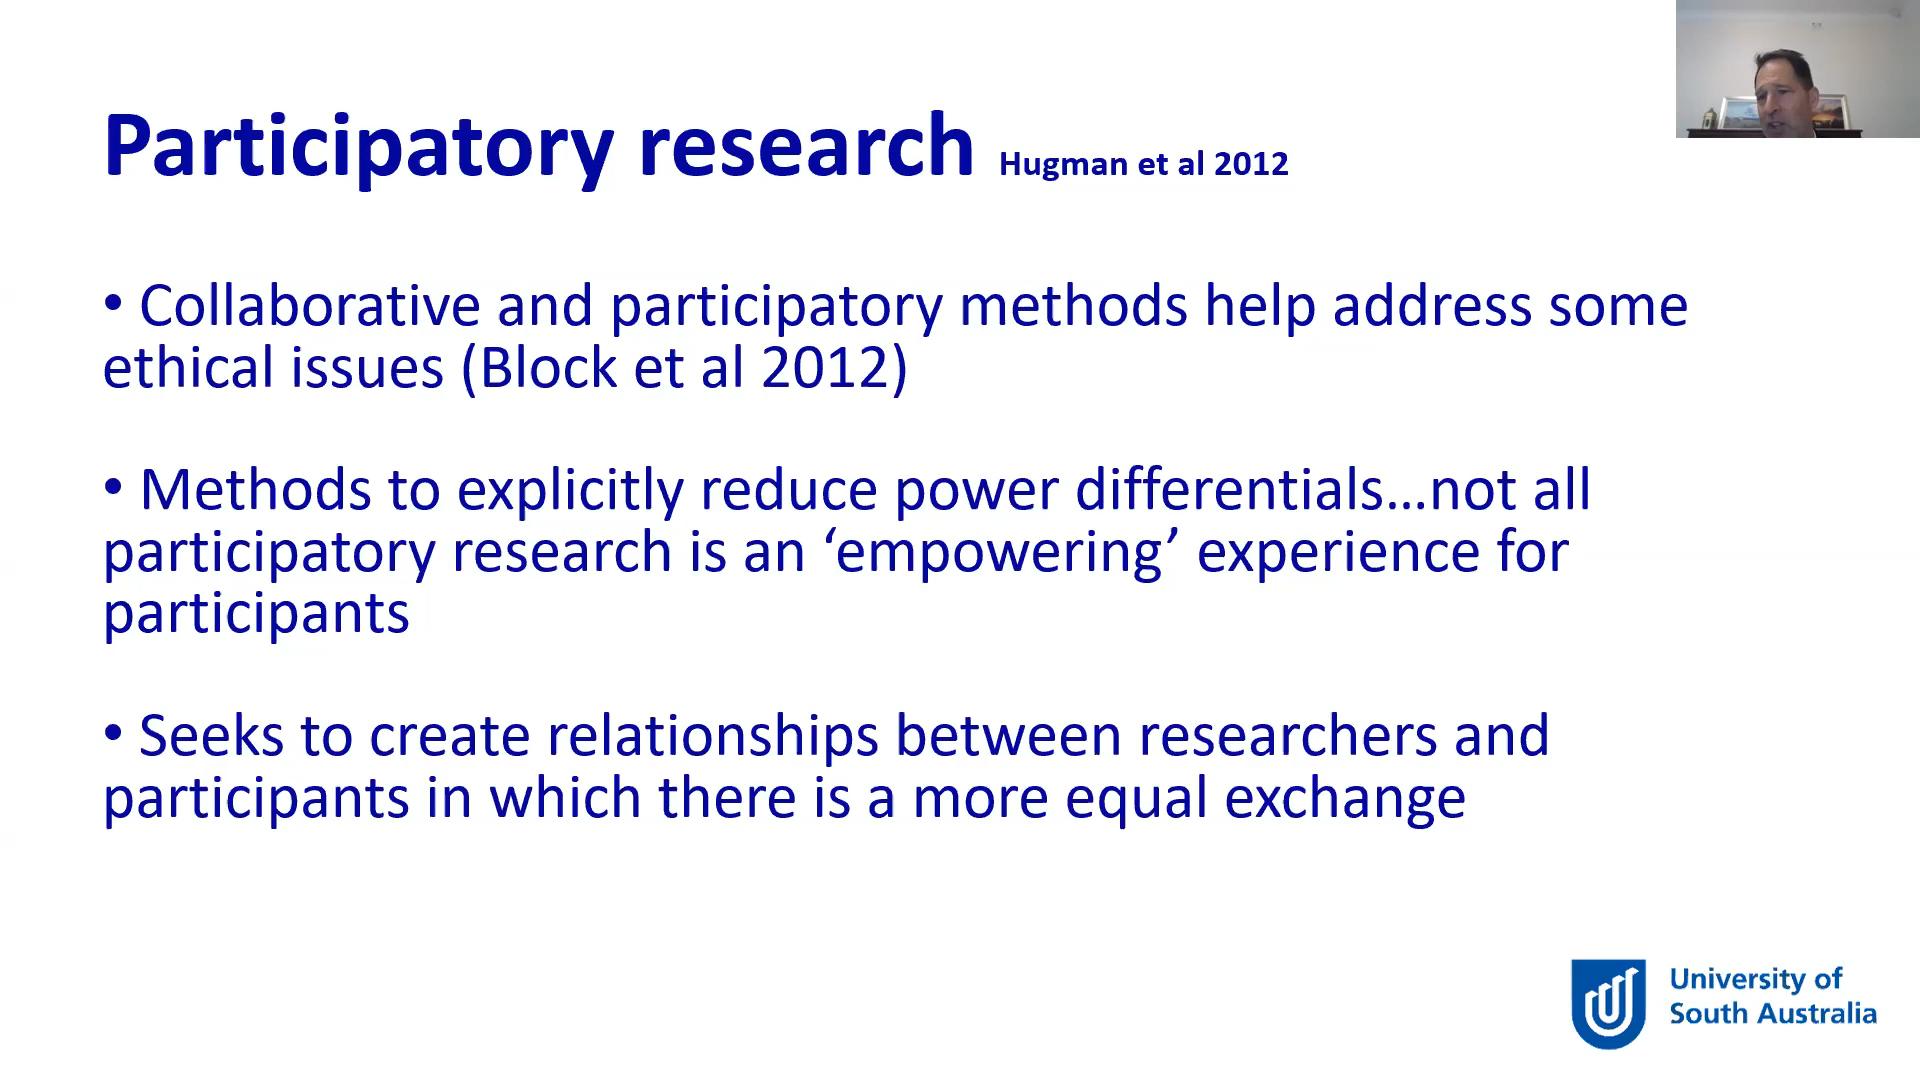 Participatory research Hugman et al 2012
• Collaborative and participatory methods help address some
ethical issues (Block et al 2012)
• Methods to explicitly reduce power differentials…not all
participatory research is an ‘empowering’ experience for
participants
• Seeks to create relationships between researchers and
participants in which there is a more equal exchange
University of
South Australia